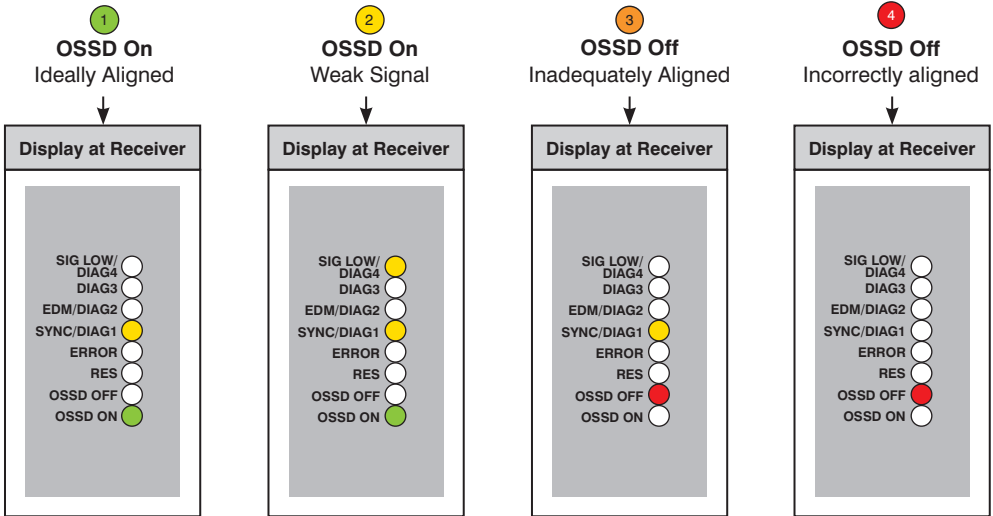 1
OSSD On
Ideally Aligned
Display at Receiver
SIG LOW/
DIAG4
DIAG3
EDM/DIAG2
SYNC/DIAG1
ERROR
RES
OSSD OFF
OSSD ON
2
OSSD On
Weak Signal
Display at Receiver
SIG LOW/
DIAG4
DIAG3
EDM/DIAG2
SYNC/DIAG1
ERROR
RES
OSSD OFF
OSSD ON
3
OSSD Off
Inadequately Aligned
Display at Receiver
SIG LOW/
DIAG4
DIAG3
EDM/DIAG2
SYNC/DIAG1
ERROR
RES
OSSD OFF
OSSD ON
4
OSSD Off
Incorrectly aligned
Display at Receiver
SIG LOW/
DIAG4
DIAG3
EDM/DIAG2
SYNC/DIAG1
ERROR
RES
OSSD OFF
OSSD ON